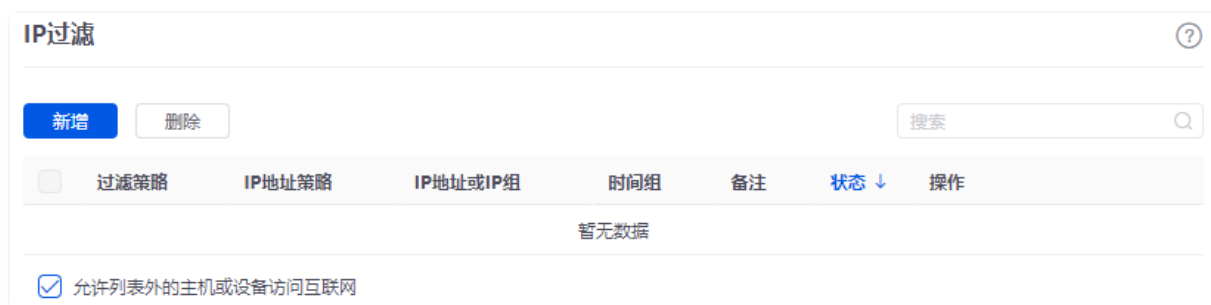 IP过滤
新增 删除 搜索
过滤策略 IP地址策略 IP地址或IP组 时间组 备注 状态 ↓ 操作
暂无数据
允许列表外的主机或设备访问互联网